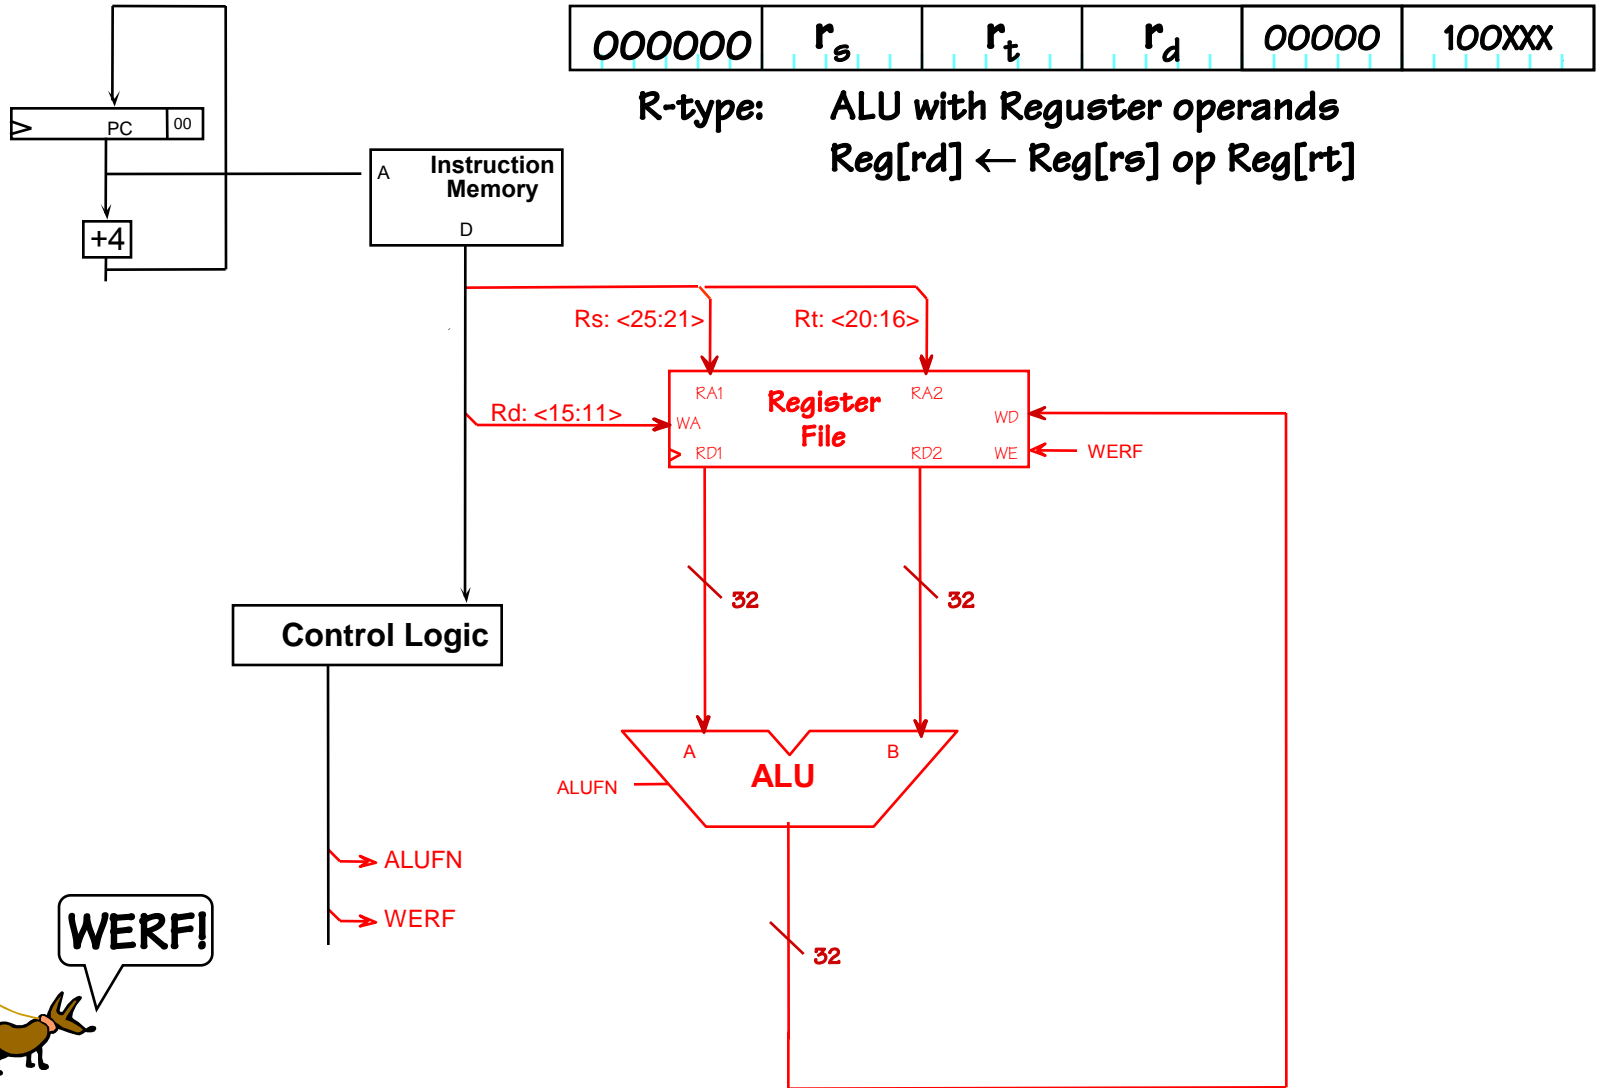 000000 rs rt rd 00000 100XXX
R-type: ALU with Reguster operands
Reg[rd] ← Reg[rs] op Reg[rt]
PC 00
A Instruction
Memory
D
+4
Rs: <25:21> Rt: <20:16>
RA1 Register RA2
Rd: <15:11> WA File WD
RD1 RD2 WE WERF
32 32
Control Logic
A B
ALU
ALUFN
ALUFN
WERF
WERF!
32